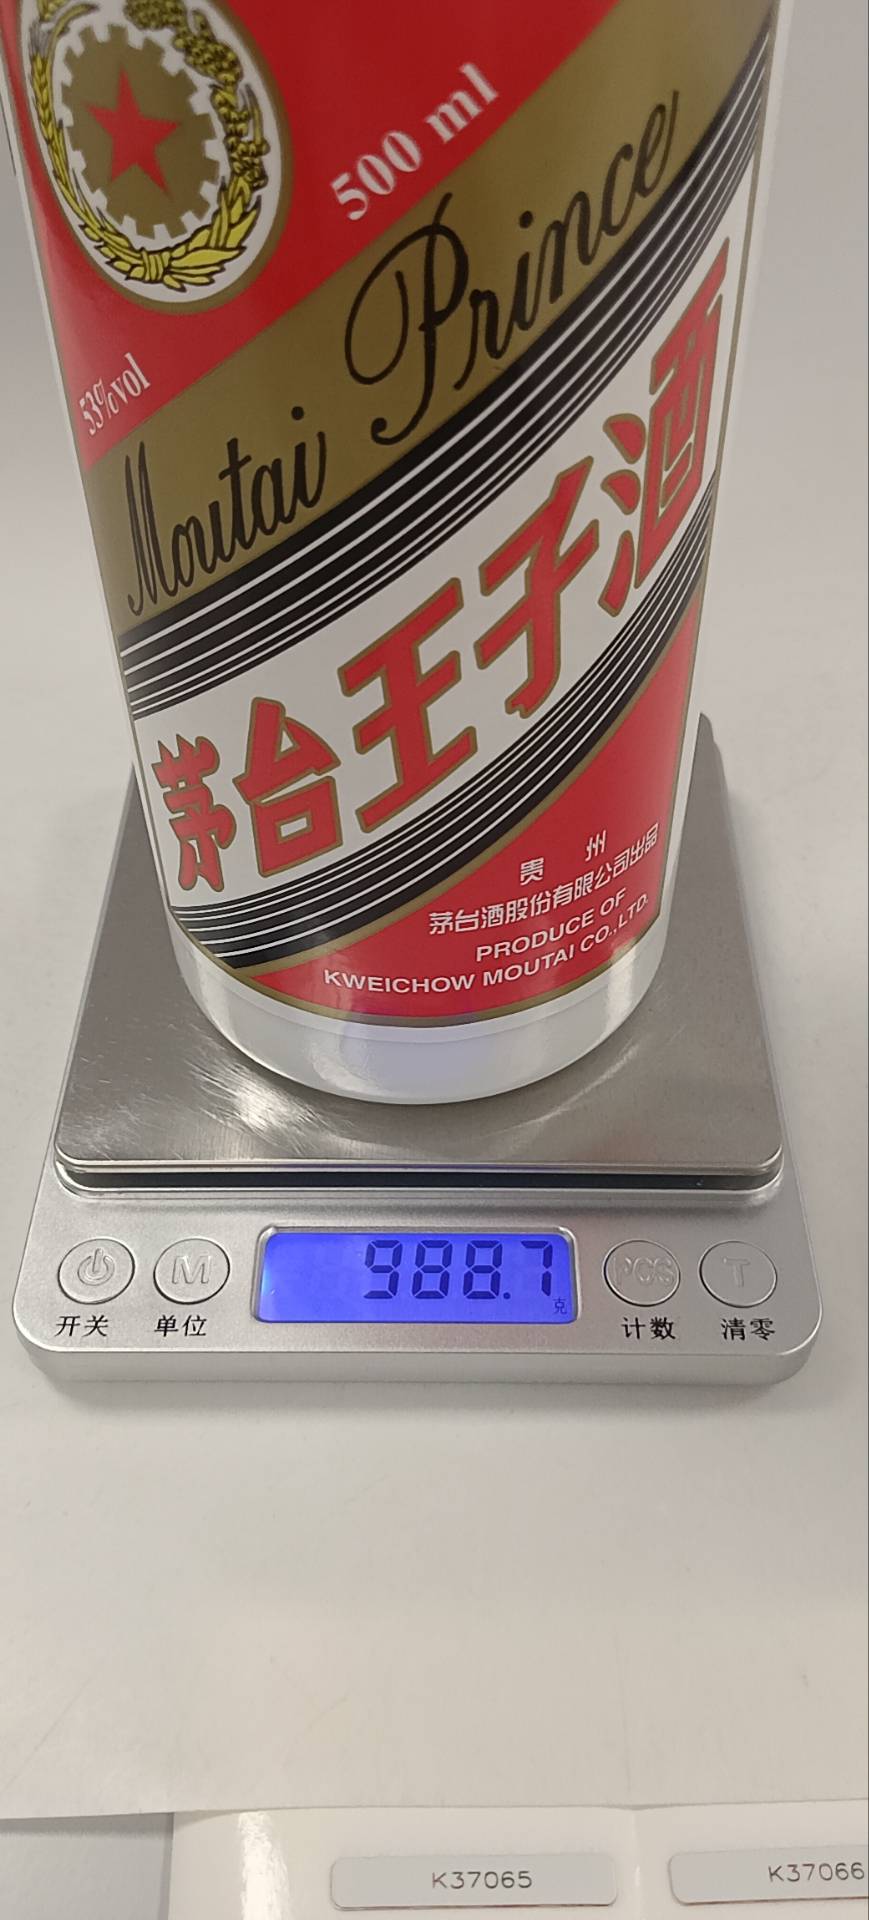 500 ml
53%vol
Moutai Prince
茅台王子酒
贵 州
茅台酒股份有限公司出品
PRODUCE OF
KWEICHOW MOUTAI CO.,LTD.
988.7 克
M PCS T
开关 单位 计数 清零
K37065 K37066